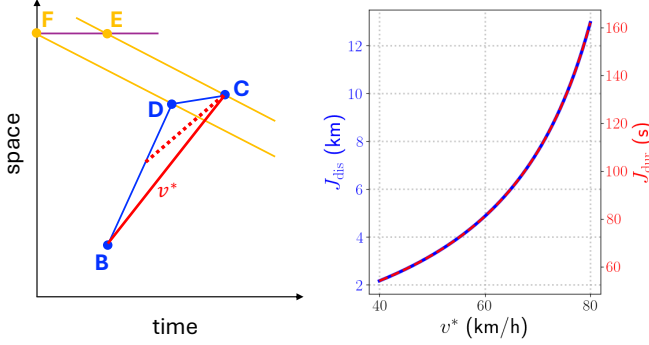 F E
C
D
v*
B
space
time
12
10
8
6
4
2
J_dis (km)
160
140
120
100
80
60
J_dur (s)
40 60 80
v* (km/h)